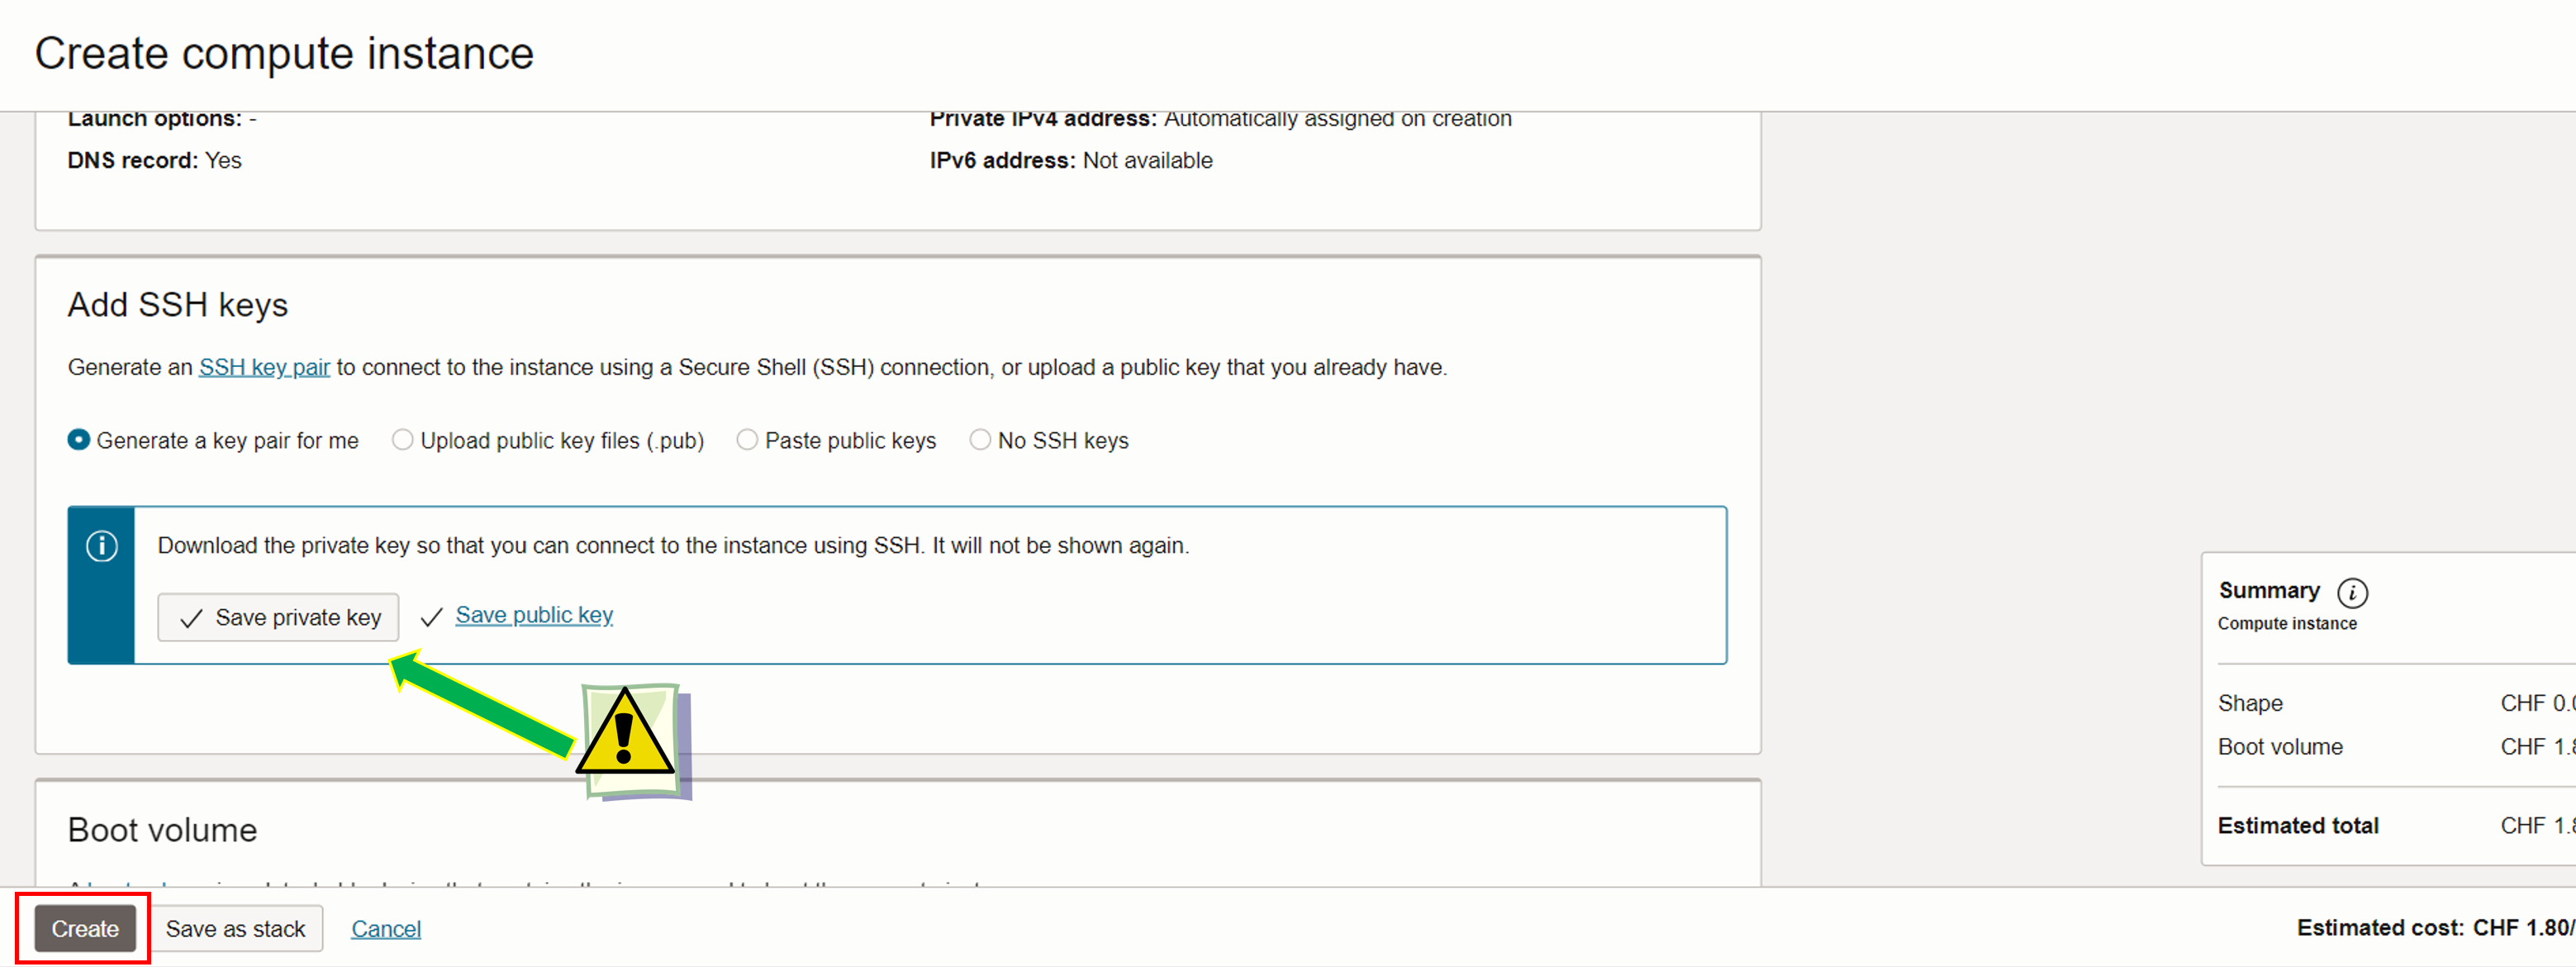 Create compute instance
Launch options: -
Private IPv4 address: Automatically assigned on creation
DNS record: Yes
IPv6 address: Not available
Add SSH keys
Generate an SSH key pair to connect to the instance using a Secure Shell (SSH) connection, or upload a public key that you already have.
Generate a key pair for me
Upload public key files (.pub)
Paste public keys
No SSH keys
Download the private key so that you can connect to the instance using SSH. It will not be shown again.
Save private key
Save public key
Summary
Compute instance
Shape CHF 0.0
Boot volume CHF 1.8
Estimated total CHF 1.8
Boot volume
Create
Save as stack
Cancel
Estimated cost: CHF 1.80/